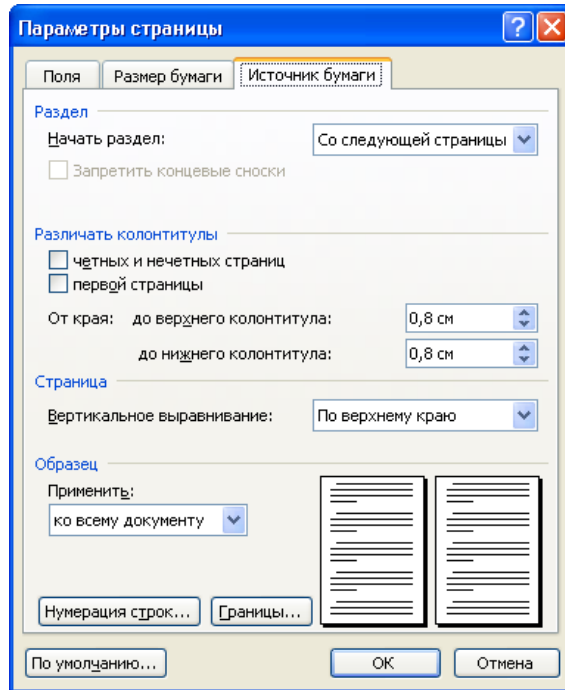 Параметры страницы
Поля Размер бумаги Источник бумаги
Раздел
Начать раздел: Со следующей страницы
Запретить концевые сноски
Различать колонтитулы
четных и нечетных страниц
первой страницы
От края: до верхнего колонтитула: 0,8 см
до нижнего колонтитула: 0,8 см
Страница
Вертикальное выравнивание: По верхнему краю
Образец
Применить:
ко всему документу
Нумерация строк... Границы...
По умолчанию... ОК Отмена